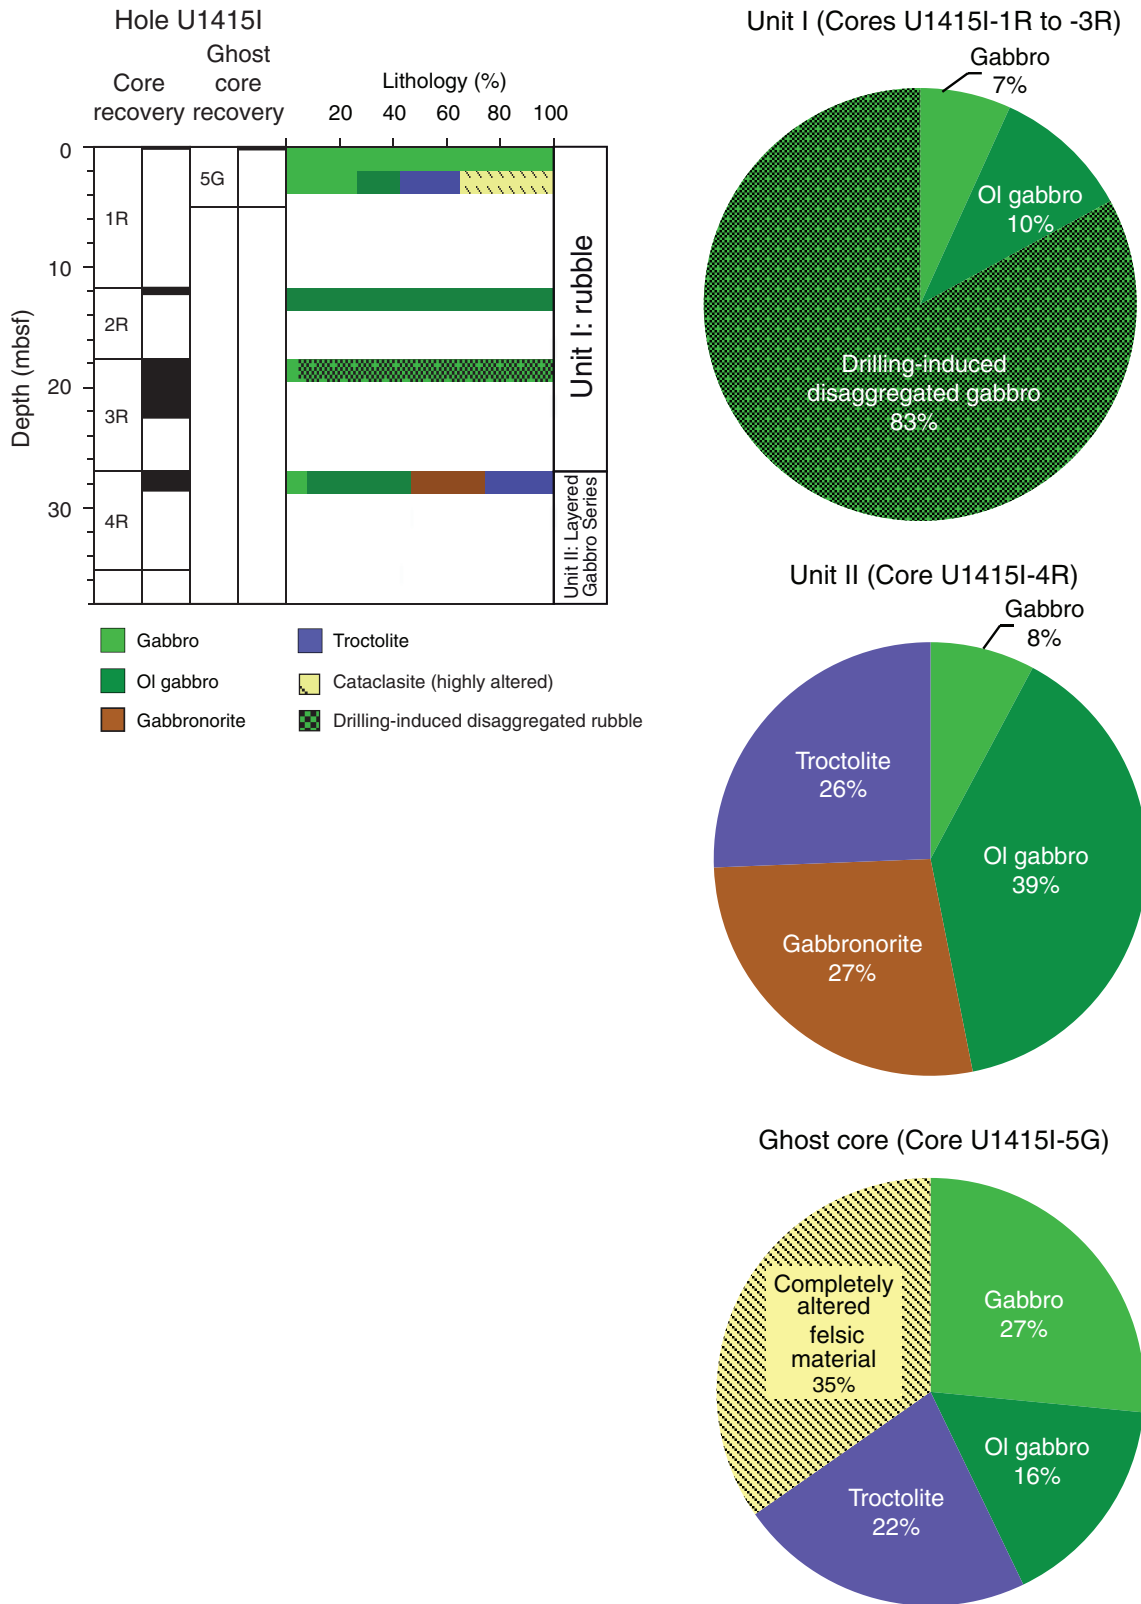 Hole U1415I
Core
recovery
Ghost
core
recovery
Lithology (%)
20 40 60 80 100
Depth (mbsf)
0
10
20
30
1R
2R
3R
4R
5G
Unit I: rubble
Unit II: Layered
Gabbro Series
Gabbro
Ol gabbro
Gabbronorite
Troctolite
Cataclasite (highly altered)
Drilling-induced disaggregated rubble
Unit I (Cores U1415I-1R to -3R)
Gabbro
7%
Ol gabbro
10%
Drilling-induced
disaggregated gabbro
83%
Unit II (Core U1415I-4R)
Gabbro
8%
Ol gabbro
39%
Gabbronorite
27%
Troctolite
26%
Ghost core (Core U1415I-5G)
Gabbro
27%
Ol gabbro
16%
Troctolite
22%
Completely
altered
felsic
material
35%